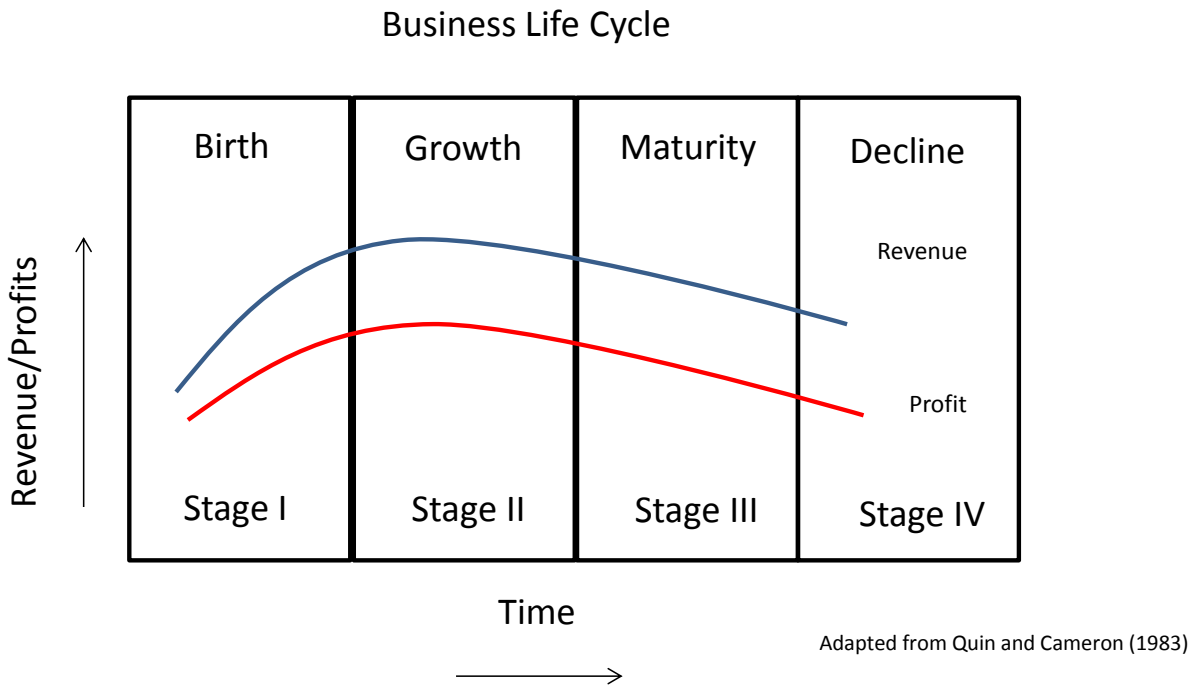 Business Life Cycle
Birth
Growth
Maturity
Decline
Revenue
Revenue/Profits
Profit
Stage I
Stage II
Stage III
Stage IV
Time
Adapted from Quin and Cameron (1983)